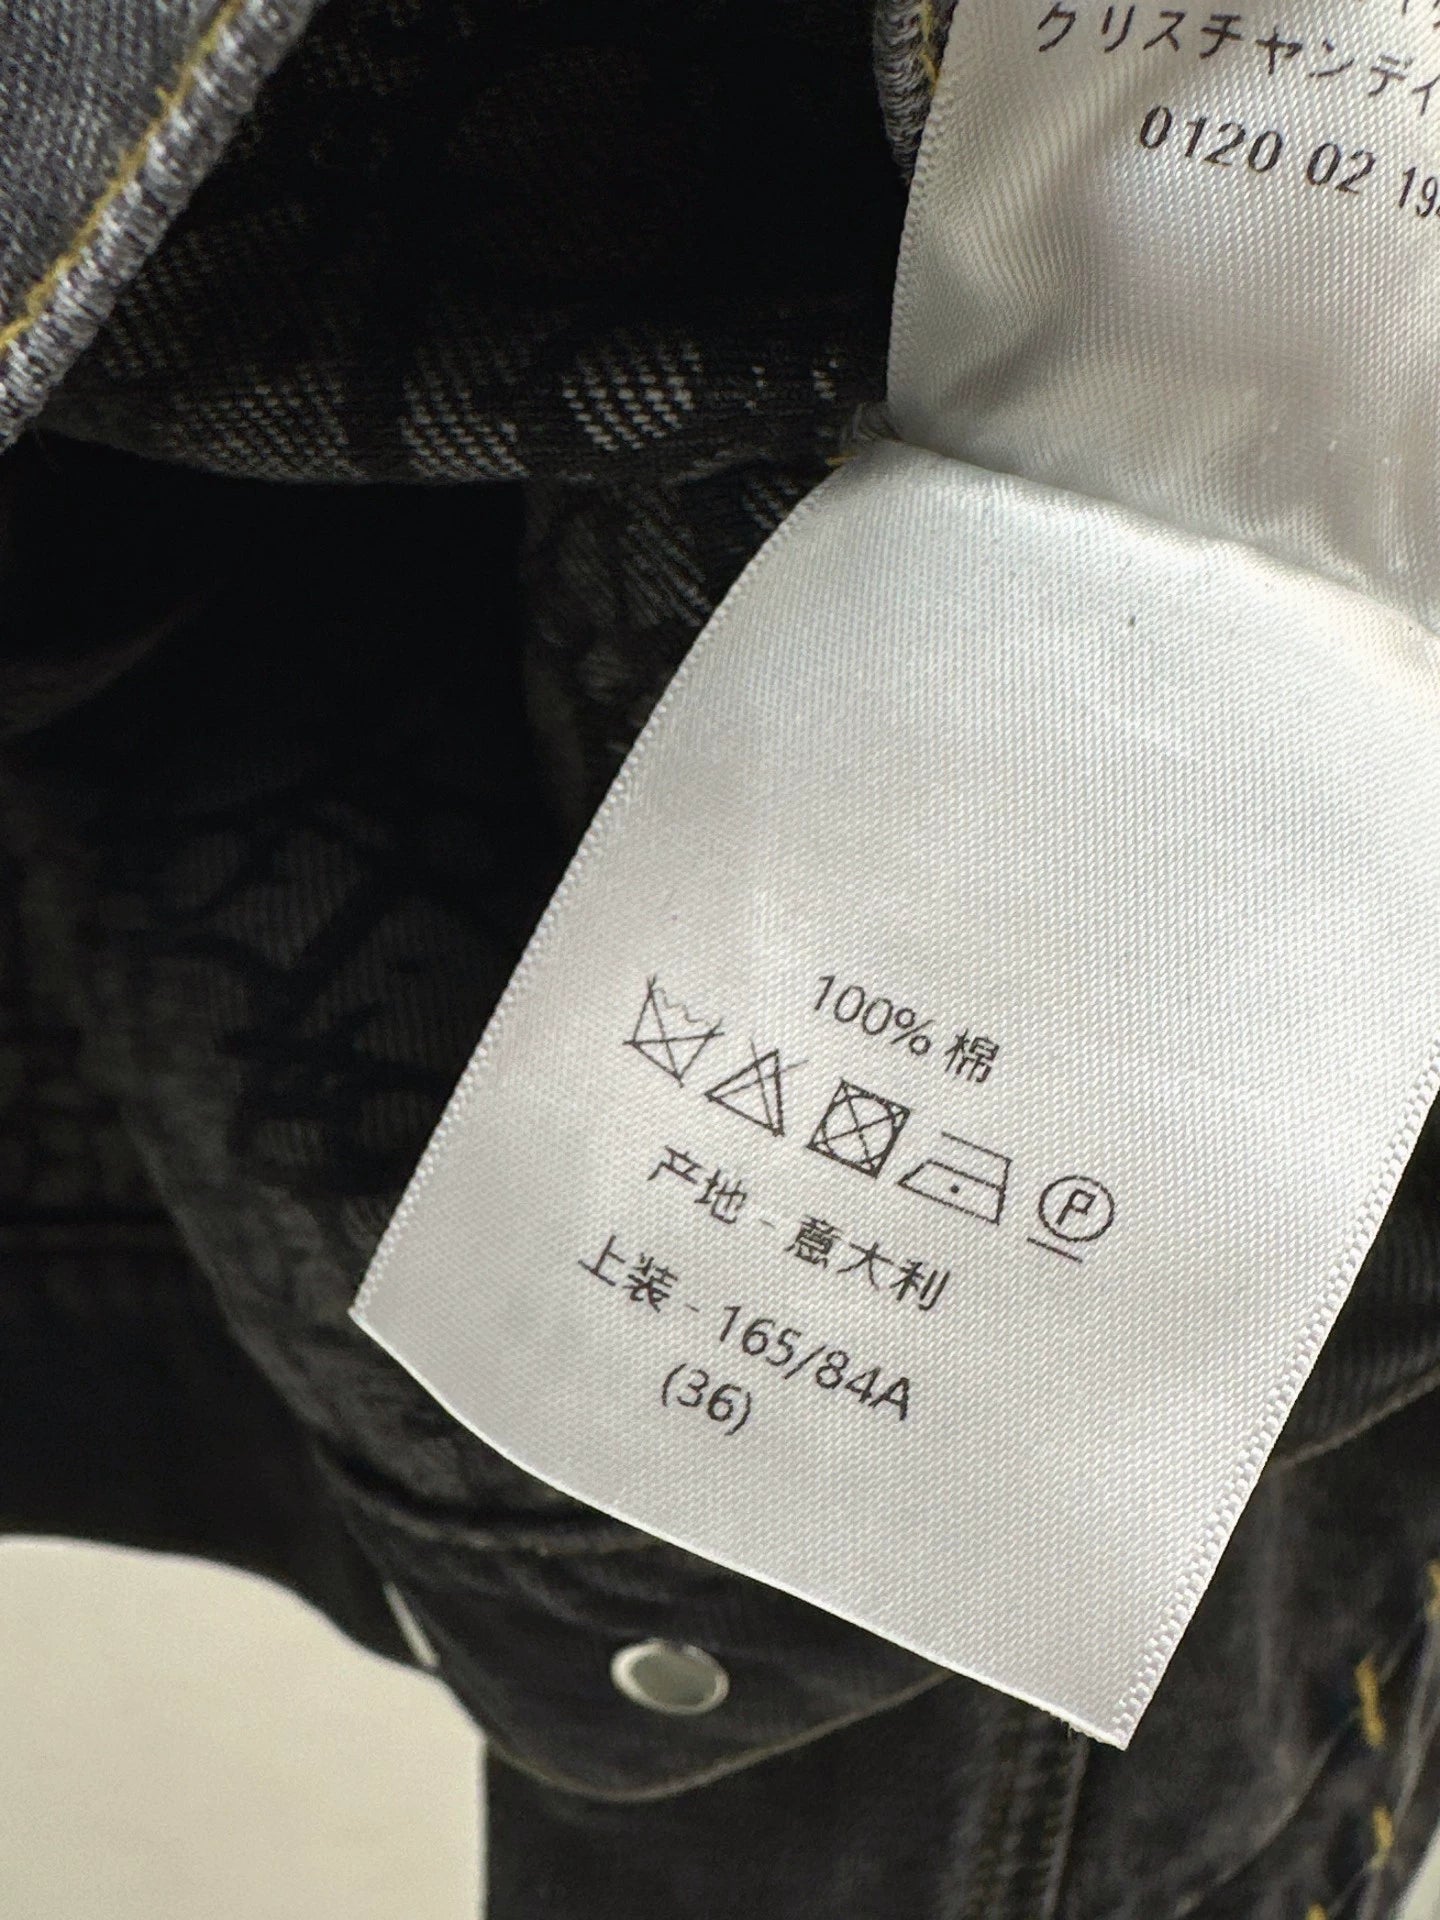 クリスチャンディ
0120 02 19
100% 棉
P
产地 - 意大利
上装 - 165/84A
(36)